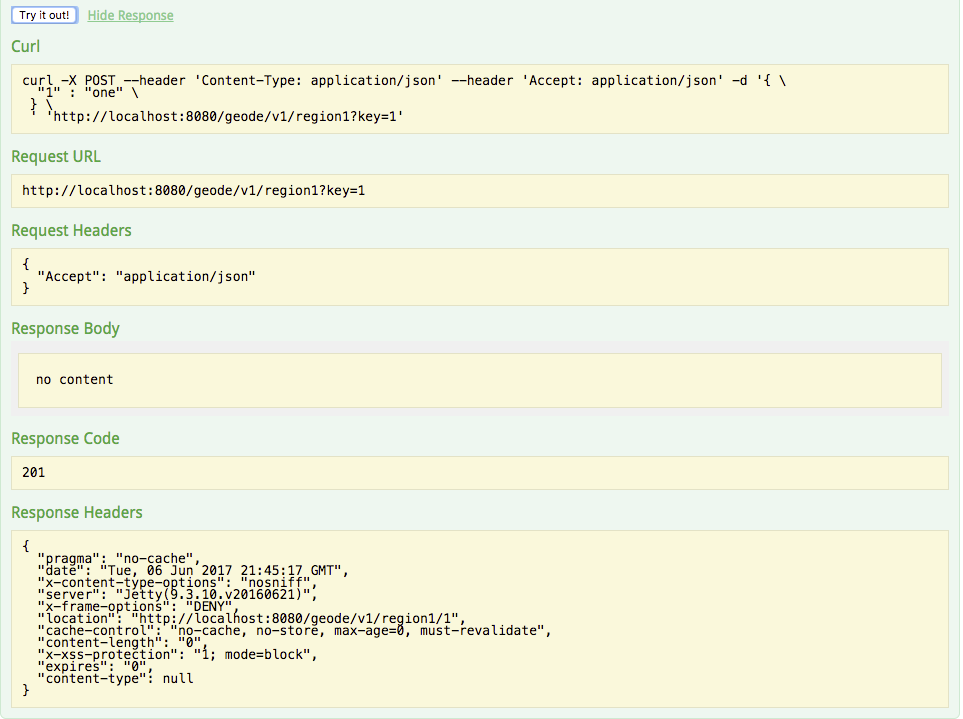 Try it out! Hide Response
Curl
curl -X POST --header 'Content-Type: application/json' --header 'Accept: application/json' -d '{ \
  "1" : "one" \
 } \
 ' 'http://localhost:8080/geode/v1/region1?key=1'
Request URL
http://localhost:8080/geode/v1/region1?key=1
Request Headers
{
  "Accept": "application/json"
}
Response Body
no content
Response Code
201
Response Headers
{
  "pragma": "no-cache",
  "date": "Tue, 06 Jun 2017 21:45:17 GMT",
  "x-content-type-options": "nosniff",
  "server": "Jetty(9.3.10.v20160621)",
  "x-frame-options": "DENY",
  "location": "http://localhost:8080/geode/v1/region1/1",
  "cache-control": "no-cache, no-store, max-age=0, must-revalidate",
  "content-length": "0",
  "x-xss-protection": "1; mode=block",
  "expires": "0",
  "content-type": null
}